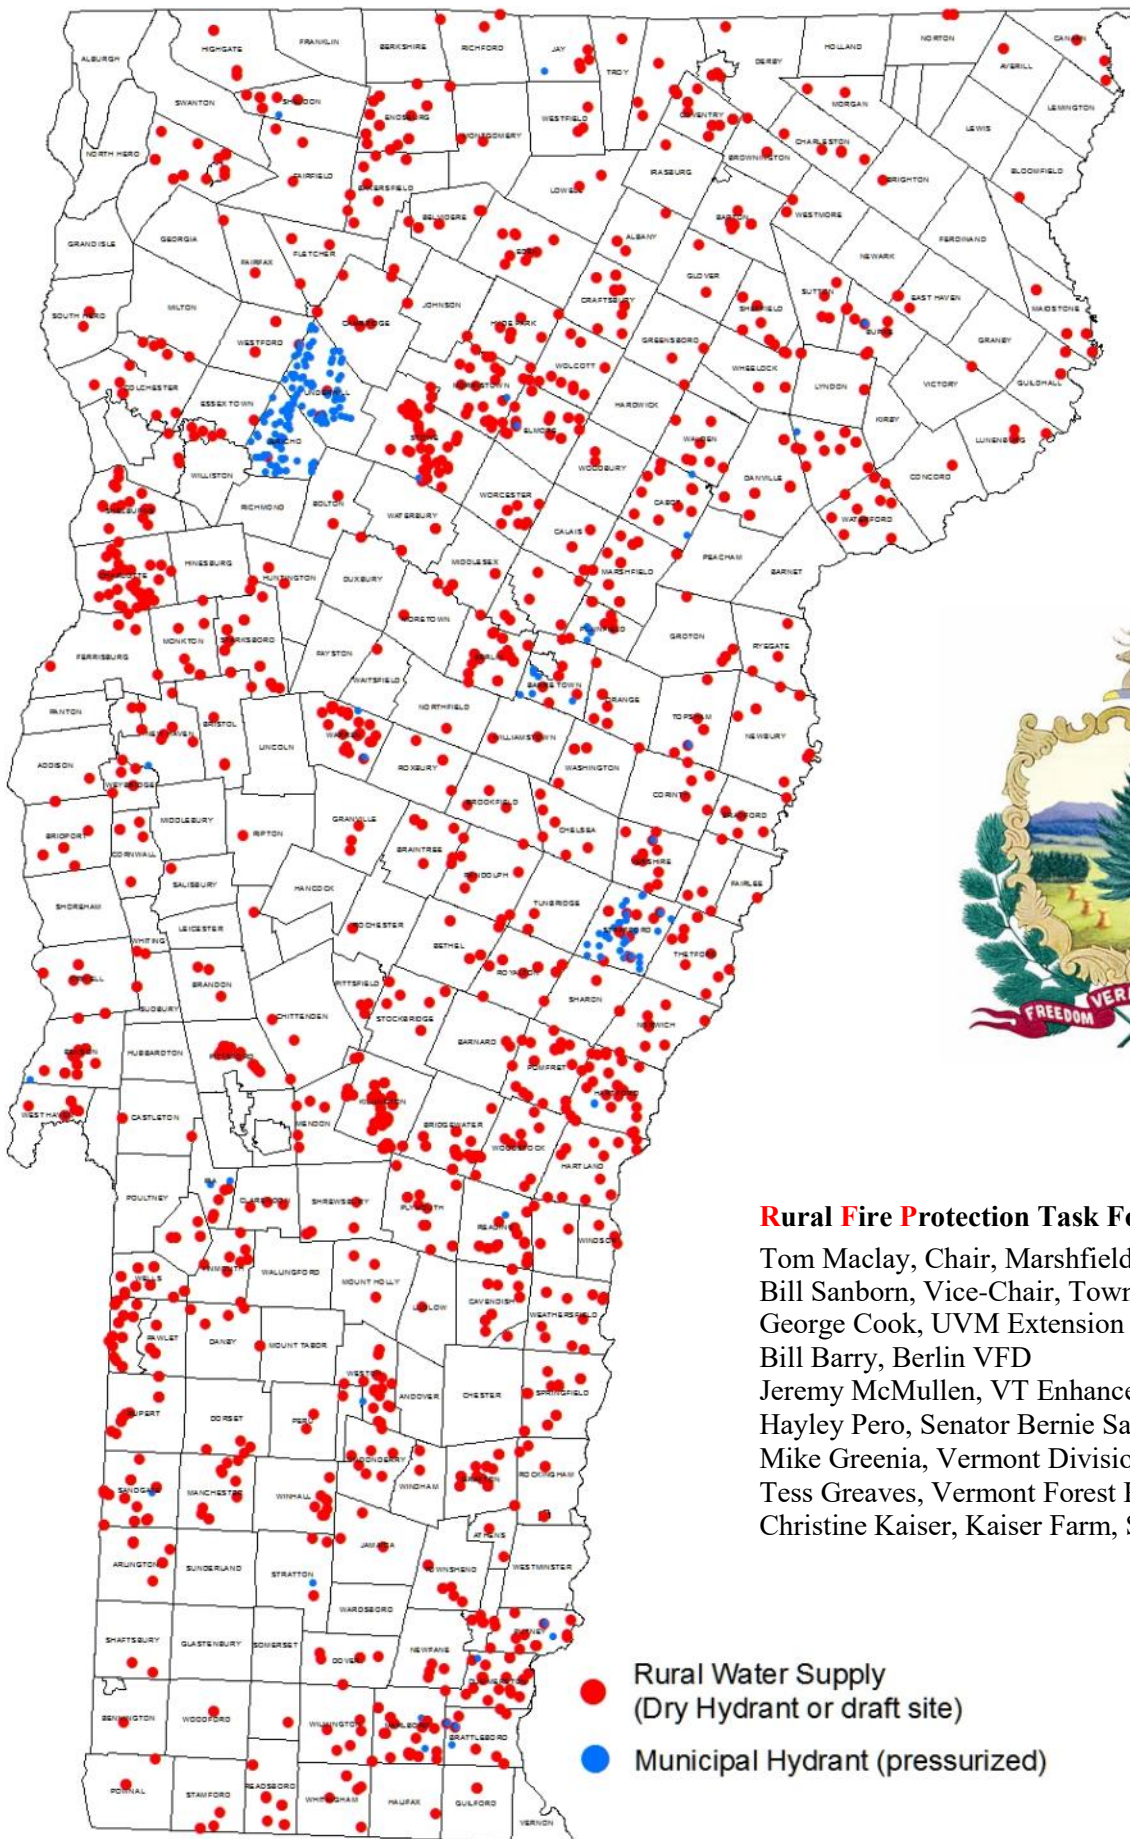 ALBURGH
HIGHGATE
FRANKLIN
BERKSHIRE
RICHFORD
JAY
TROY
DERBY
HOLLAND
NORTON
CANAAN
AVERILL
SWANTON
SHELDON
ENOSBURG
MONTGOMERY
WESTFIELD
COVENTRY
MORGAN
LEWIS
LEMINGTON
NORTH HERO
FAIRFIELD
BAKERSFIELD
LOWELL
IRASBURG
BROWNINGTON
CHARLESTON
BRIGHTON
BLOOMFIELD
GRAND ISLE
GEORGIA
FAIRFAX
FLETCHER
BELVIDERE
EDEN
ALBANY
BARTON
WESTMORE
NEWARK
FERDINAND
SOUTH HERO
MILTON
WESTFORD
CAMBRIDGE
JOHNSON
HYDE PARK
CRAFTSBURY
GLOVER
SHEFFIELD
SUTTON
BURKE
EAST HAVEN
MAIDSTONE
GREENSBORO
GRANBY
COLCHESTER
ESSEX TOWN
UNDERHILL
MORRISTOWN
WOLCOTT
WHEELOCK
LYNDON
VICTORY
GUILDHALL
HARDWICK
KIRBY
JERICHO
STOWE
ELMORE
WALDEN
LUNENBURG
WILLISTON
WOODBURY
DANVILLE
CONCORD
SHELBURNE
RICHMOND
BOLTON
WATERBURY
WORCESTER
CABOT
WATERFORD
CALAIS
PEACHAM
HINESBURG
HUNTINGTON
DUXBURY
MIDDLESEX
MARSHFIELD
BARNET
CHARLOTTE
MORETOWN
PLAINFIELD
GROTON
RYEGATE
MONKTON
STARKSBORO
FERRISBURG
FAYSTON
BERLIN
WAITSFIELD
BARRE TOWN
ORANGE
PANTON
NEW HAVEN
BRISTOL
NORTHFIELD
TOPSHAM
NEWBURY
LINCOLN
WARREN
WILLIAMSTOWN
ADDISON
WEYBRIDGE
ROXBURY
WASHINGTON
CORINTH
MIDDLEBURY
BROOKFIELD
BRADFORD
BRIDPORT
RIPTON
GRANVILLE
CHELSEA
CORNWALL
BRAINTREE
VERSHIRE
SALISBURY
HANCOCK
RANDOLPH
FAIRLEE
SHOREHAM
TUNBRIDGE
LEICESTER
ROCHESTER
STRAFFORD
WHITING
BETHEL
THETFORD
ORWELL
BRANDON
PITTSFIELD
ROYALTON
SHARON
SUDBURY
CHITTENDEN
STOCKBRIDGE
NORWICH
FREEDOM
BENSON
HUBBARDTON
PITTSFORD
BARNARD
POMFRET
HARTFORD
WEST HAVEN
CASTLETON
MENDON
KILLINGTON
BRIDGEWATER
WOODSTOCK
HARTLAND
IRA
POULTNEY
CLARENDON
SHREWSBURY
PLYMOUTH
READING
WINDSOR
Rural Fire Protection Task Fo
Tom Maclay, Chair, Marshfield
Bill Sanborn, Vice-Chair, Town
George Cook, UVM Extension
Bill Barry, Berlin VFD
Jeremy McMullen, VT Enhance
Hayley Pero, Senator Bernie Sa
Mike Greenia, Vermont Divisio
Tess Greaves, Vermont Forest
Christine Kaiser, Kaiser Farm, S
WELLS
TINMOUTH
WALLINGFORD
MOUNT HOLLY
LUDLOW
CAVENDISH
WEATHERSFIELD
PAWLET
DANBY
MOUNT TABOR
WESTON
ANDOVER
CHESTER
SPRINGFIELD
RUPERT
DORSET
PERU
LONDONDERRY
WINDHAM
GRAFTON
ROCKINGHAM
SANDGATE
MANCHESTER
WINHALL
ATHENS
JAMAICA
ARLINGTON
SUNDERLAND
STRATTON
TOWNSHEND
WESTMINSTER
WARDSBORO
SHAFTSBURY
GLASTENBURY
SOMERSET
DOVER
NEWFANE
PUTNEY
DUMMERSTON
BENNINGTON
WOODFORD
WILMINGTON
MARLBORO
BRATTLEBORO
POWNAL
STAMFORD
READSBORO
WHITINGHAM
HALIFAX
GUILFORD
VERNON
Rural Water Supply
(Dry Hydrant or draft site)
Municipal Hydrant (pressurized)